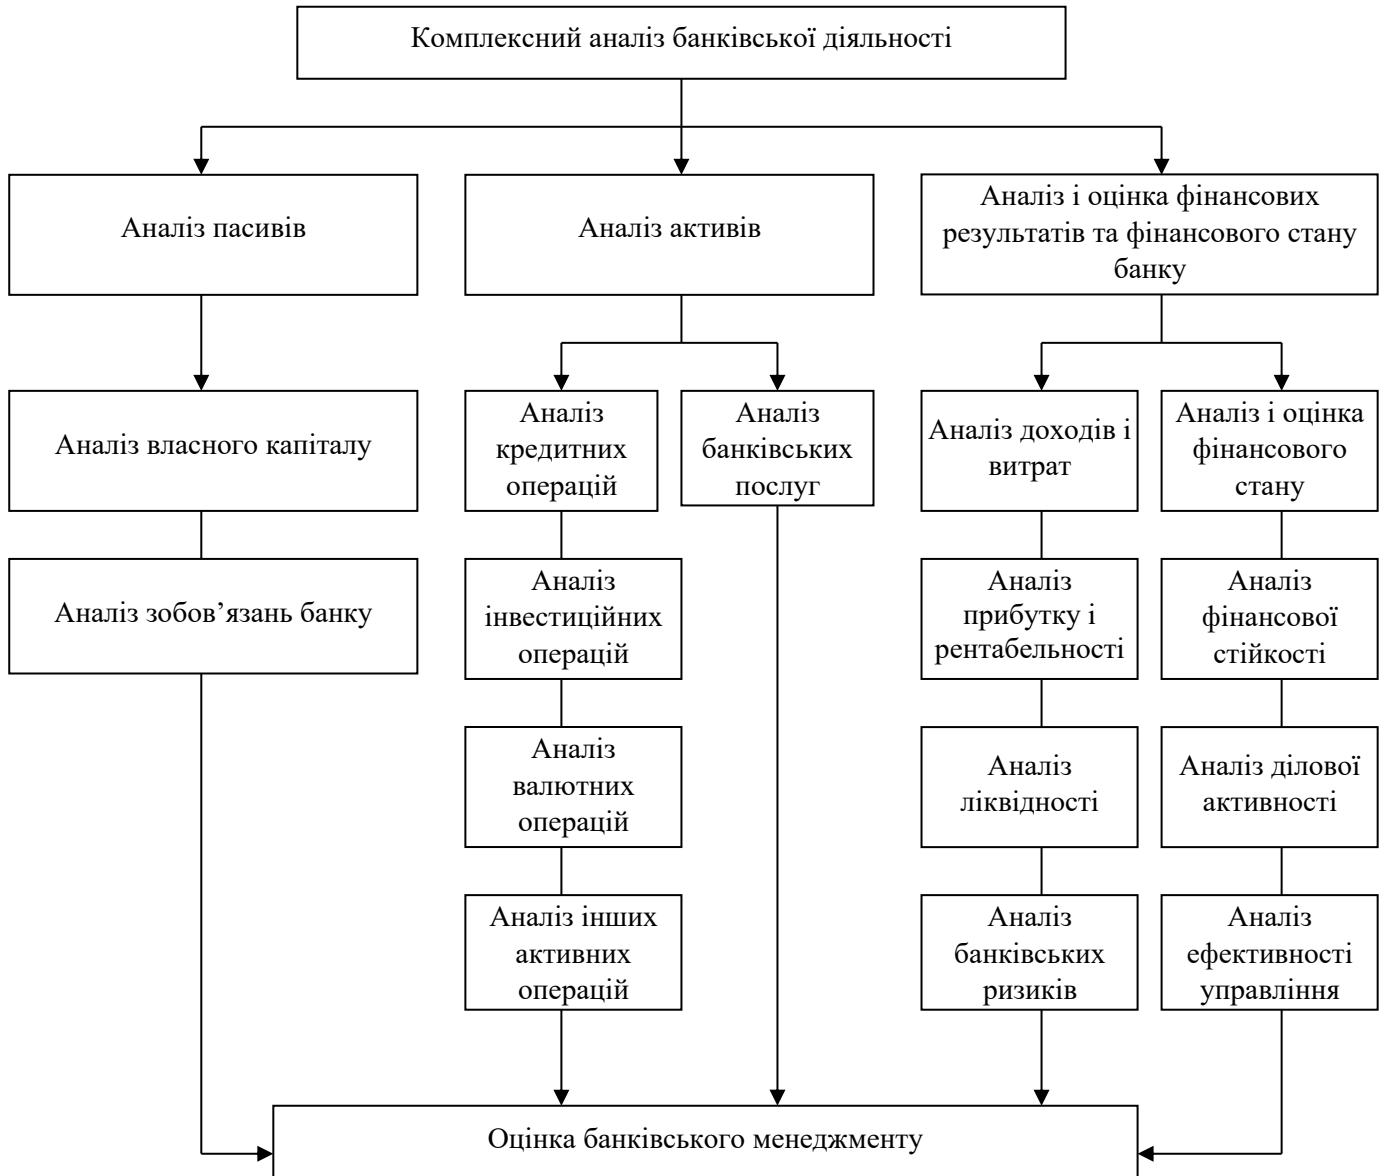 Комплексний аналіз банківської діяльності
Аналіз пасивів
Аналіз активів
Аналіз і оцінка фінансових
результатів та фінансового стану
банку
Аналіз власного капіталу
Аналіз
кредитних
операцій
Аналіз
банківських
послуг
Аналіз доходів і
витрат
Аналіз і оцінка
фінансового
стану
Аналіз зобов’язань банку
Аналіз
інвестиційних
операцій
Аналіз
прибутку і
рентабельності
Аналіз
фінансової
стійкості
Аналіз
валютних
операцій
Аналіз
ліквідності
Аналіз ділової
активності
Аналіз інших
активних
операцій
Аналіз
банківських
ризиків
Аналіз
ефективності
управління
Оцінка банківського менеджменту